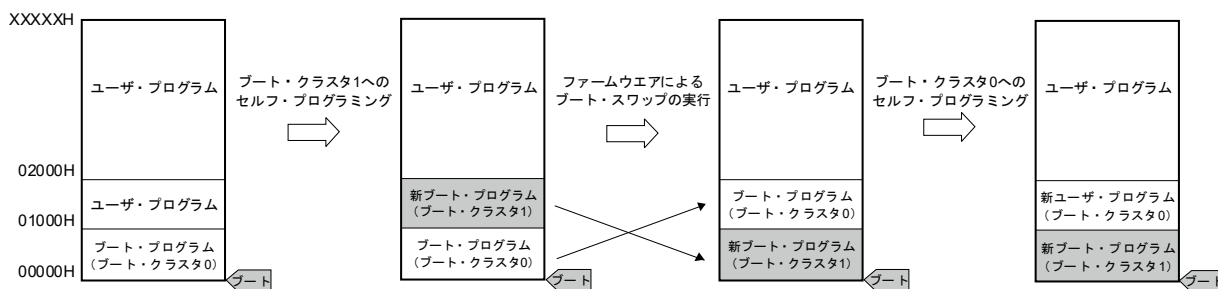 XXXXXH
ユーザ・プログラム
ブート・クラスタ1への
セルフ・プログラミング
ユーザ・プログラム
ファームウエアによる
ブート・スワップの実行
ユーザ・プログラム
ブート・クラスタ0への
セルフ・プログラミング
ユーザ・プログラム
02000H
ユーザ・プログラム
新ブート・プログラム
（ブート・クラスタ1）
ブート・プログラム
（ブート・クラスタ0）
新ユーザ・プログラム
（ブート・クラスタ0）
01000H
ブート・プログラム
（ブート・クラスタ0）
ブート・プログラム
（ブート・クラスタ0）
新ブート・プログラム
（ブート・クラスタ1）
新ブート・プログラム
（ブート・クラスタ1）
00000H
ブート
ブート
ブート
ブート